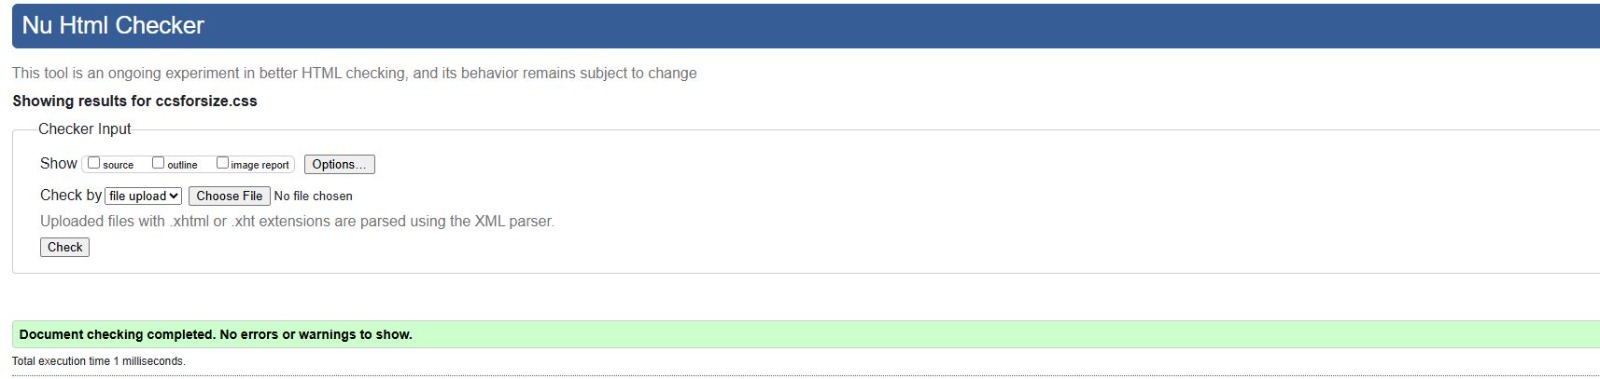 Nu Html Checker
This tool is an ongoing experiment in better HTML checking, and its behavior remains subject to change
Showing results for ccsforsize.css
Checker Input
Show source outline image report Options...
Check by file upload Choose File No file chosen
Uploaded files with .xhtml or .xht extensions are parsed using the XML parser.
Check
Document checking completed. No errors or warnings to show.
Total execution time 1 milliseconds.